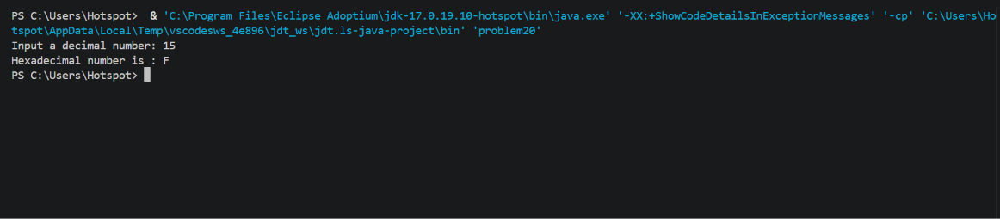 PS C:\Users\Hotspot>  & 'C:\Program Files\Eclipse Adoptium\jdk-17.0.19.10-hotspot\bin\java.exe' '-XX:+ShowCodeDetailsInExceptionMessages' '-cp' 'C:\Users\Ho
tspot\AppData\Local\Temp\vscodesws_4e896\jdt_ws\jdt.ls-java-project\bin' 'problem20'
Input a decimal number: 15
Hexadecimal number is : F
PS C:\Users\Hotspot>